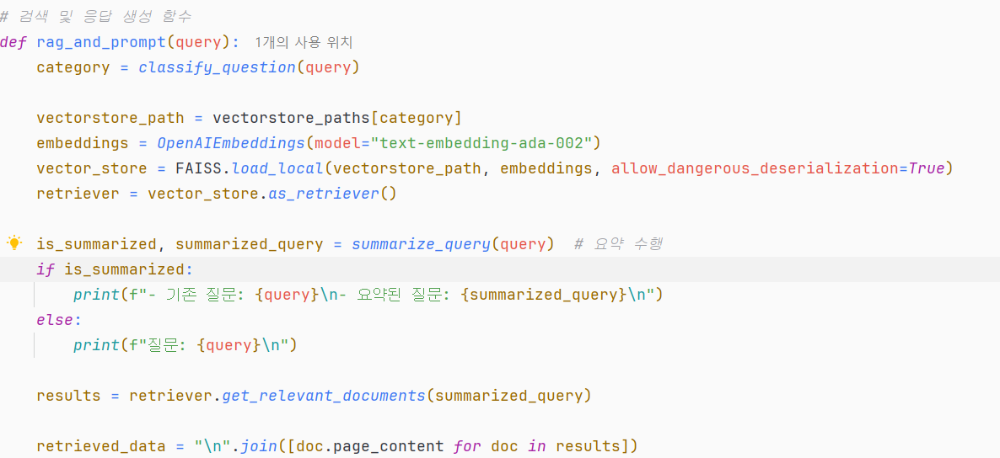 # 검색 및 응답 생성 함수
def rag_and_prompt(query):  1개의 사용 위치
    category = classify_question(query)

    vectorstore_path = vectorstore_paths[category]
    embeddings = OpenAIEmbeddings(model="text-embedding-ada-002")
    vector_store = FAISS.load_local(vectorstore_path, embeddings, allow_dangerous_deserialization=True)
    retriever = vector_store.as_retriever()

    is_summarized, summarized_query = summarize_query(query)  # 요약 수행
    if is_summarized:
        print(f"- 기존 질문: {query}\n- 요약된 질문: {summarized_query}\n")
    else:
        print(f"질문: {query}\n")

    results = retriever.get_relevant_documents(summarized_query)

    retrieved_data = "\n".join([doc.page_content for doc in results])